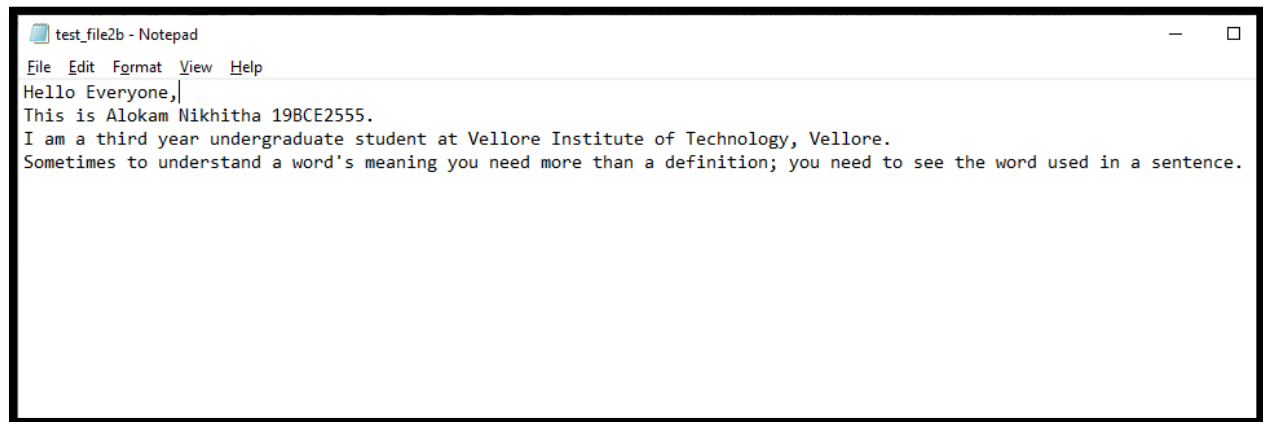 test_file2b - Notepad
File Edit Format View Help
Hello Everyone,
This is Alokam Nikhitha 19BCE2555.
I am a third year undergraduate student at Vellore Institute of Technology, Vellore.
Sometimes to understand a word's meaning you need more than a definition; you need to see the word used in a sentence.